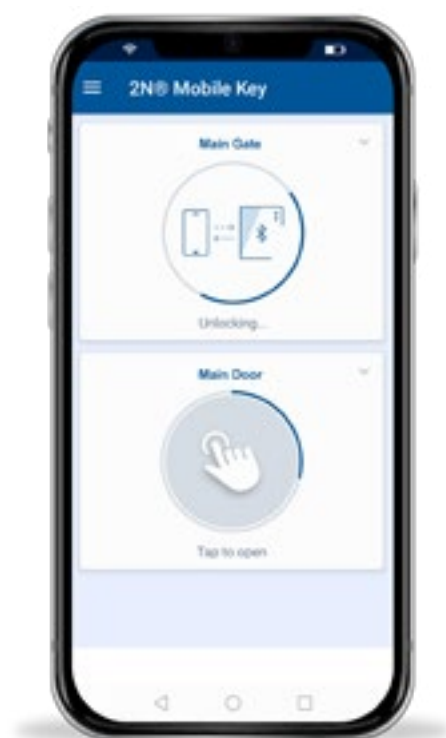 2N® Mobile Key
Main Gate
Unlocking...
Main Door
Tap to open